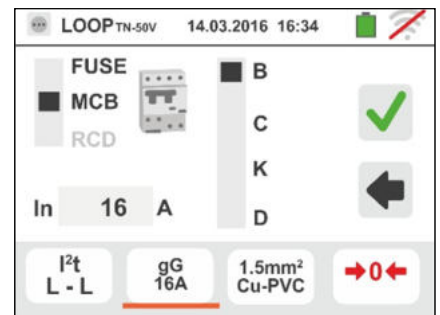 LOOP TN-50V 14.03.2016 16:34
FUSE
MCB
RCD
B
C
K
D
In 16 A
I²t
L - L
gG
16A
1.5mm²
Cu-PVC
0